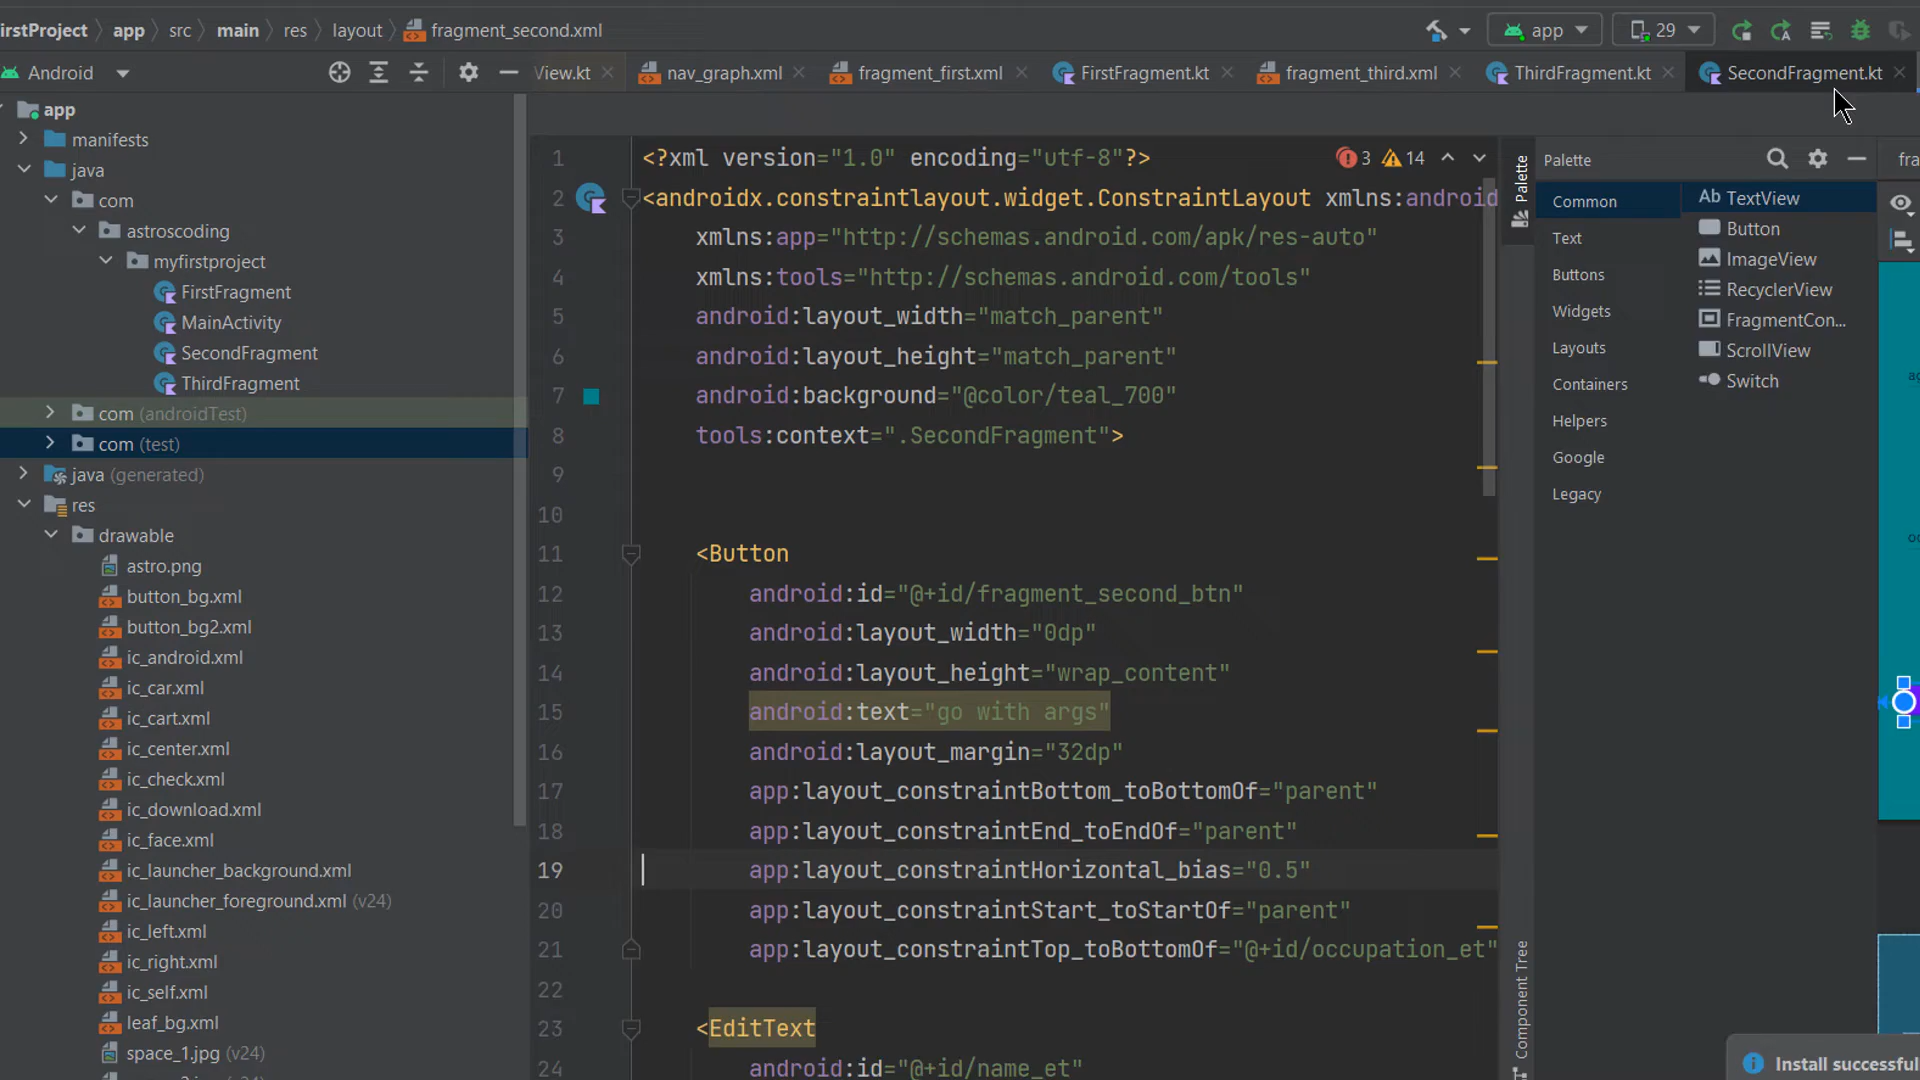 irstProject
app
src
main
res
layout
fragment_second.xml
app
29
Android
View.kt
nav_graph.xml
fragment_first.xml
FirstFragment.kt
fragment_third.xml
ThirdFragment.kt
SecondFragment.kt
app
manifests
java
com
astroscoding
myfirstproject
FirstFragment
MainActivity
SecondFragment
ThirdFragment
com (androidTest)
com (test)
java (generated)
res
drawable
astro.png
button_bg.xml
button_bg2.xml
ic_android.xml
ic_car.xml
ic_cart.xml
ic_center.xml
ic_check.xml
ic_download.xml
ic_face.xml
ic_launcher_background.xml
ic_launcher_foreground.xml (v24)
ic_left.xml
ic_right.xml
ic_self.xml
leaf_bg.xml
space_1.jpg (v24)
3 14
1 <?xml version="1.0" encoding="utf-8"?>
2 <androidx.constraintlayout.widget.ConstraintLayout xmlns:android
3 xmlns:app="http://schemas.android.com/apk/res-auto"
4 xmlns:tools="http://schemas.android.com/tools"
5 android:layout_width="match_parent"
6 android:layout_height="match_parent"
7 android:background="@color/teal_700"
8 tools:context=".SecondFragment">
9
10
11 <Button
12 android:id="@+id/fragment_second_btn"
13 android:layout_width="0dp"
14 android:layout_height="wrap_content"
15 android:text="go with args"
16 android:layout_margin="32dp"
17 app:layout_constraintBottom_toBottomOf="parent"
18 app:layout_constraintEnd_toEndOf="parent"
19 app:layout_constraintHorizontal_bias="0.5"
20 app:layout_constraintStart_toStartOf="parent"
21 app:layout_constraintTop_toBottomOf="@+id/occupation_et"
22
23 <EditText
24 android:id="@+id/name_et"
Palette
Component Tree
Palette
Common
Text
Buttons
Widgets
Layouts
Containers
Helpers
Google
Legacy
Ab TextView
Button
ImageView
RecyclerView
FragmentCon...
ScrollView
Switch
fra
ag
oc
Install successful